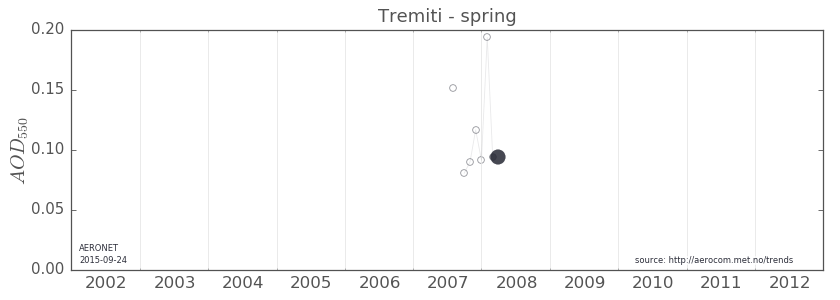 Tremiti - spring
0.20
0.15
0.10
0.05
0.00
AOD550
AERONET
2015-09-24
source: http://aerocom.met.no/trends
2002 2003 2004 2005 2006 2007 2008 2009 2010 2011 2012